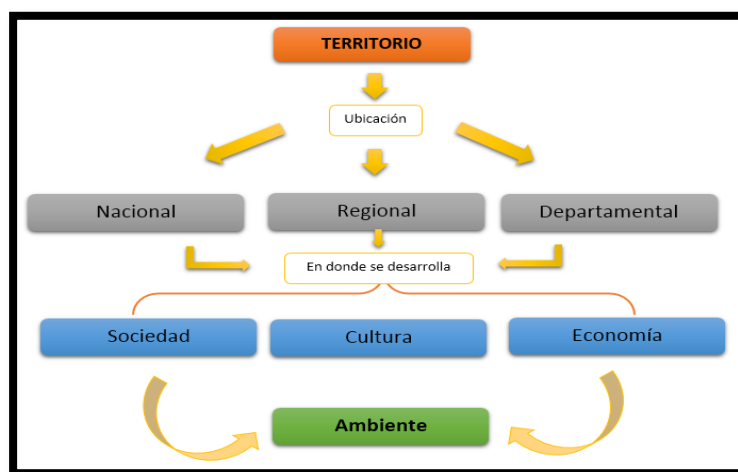 TERRITORIO
Ubicación
Nacional
Regional
Departamental
En donde se desarrolla
Sociedad
Cultura
Economía
Ambiente